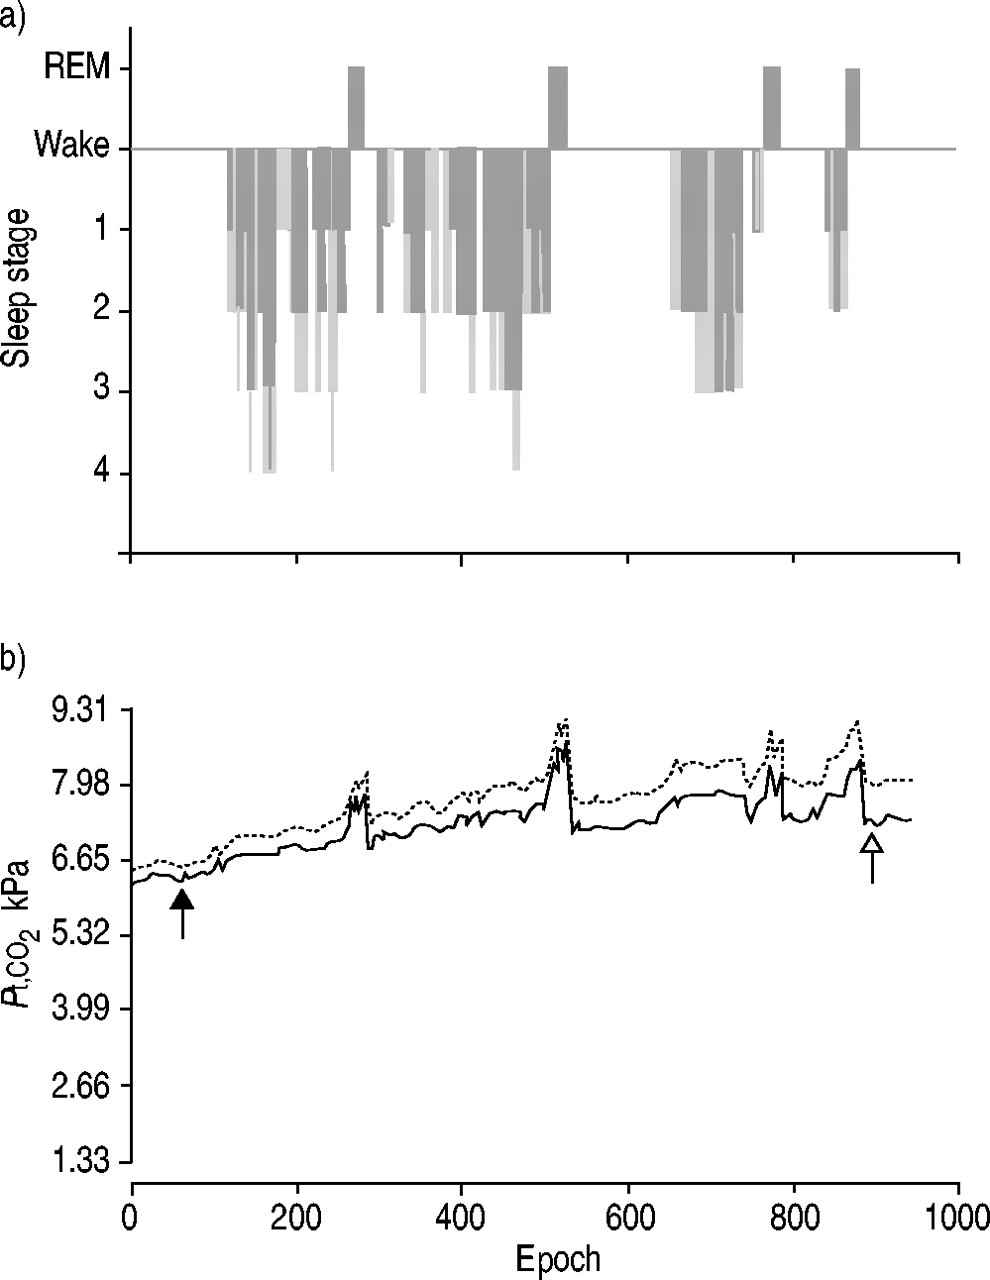 a)
REM
Wake
1
2
3
4
Sleep stage
b)
9.31
7.98
6.65
5.32
3.99
2.66
1.33
Pt,CO2 kPa
0 200 400 600 800 1000
Epoch